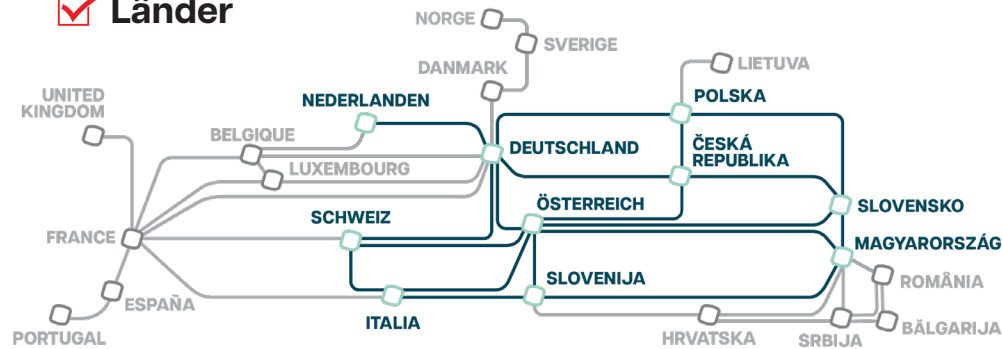 Länder
NORGE
SVERIGE
DANMARK
LIETUVA
UNITED
KINGDOM
NEDERLANDEN
POLSKA
BELGIQUE
DEUTSCHLAND
ČESKÁ
REPUBLIKA
LUXEMBOURG
ÖSTERREICH
SLOVENSKO
SCHWEIZ
FRANCE
MAGYARORSZÁG
SLOVENIJA
ROMÂNIA
ESPAÑA
ITALIA
PORTUGAL
HRVATSKA
SRBIJA
BĂLGARIJA